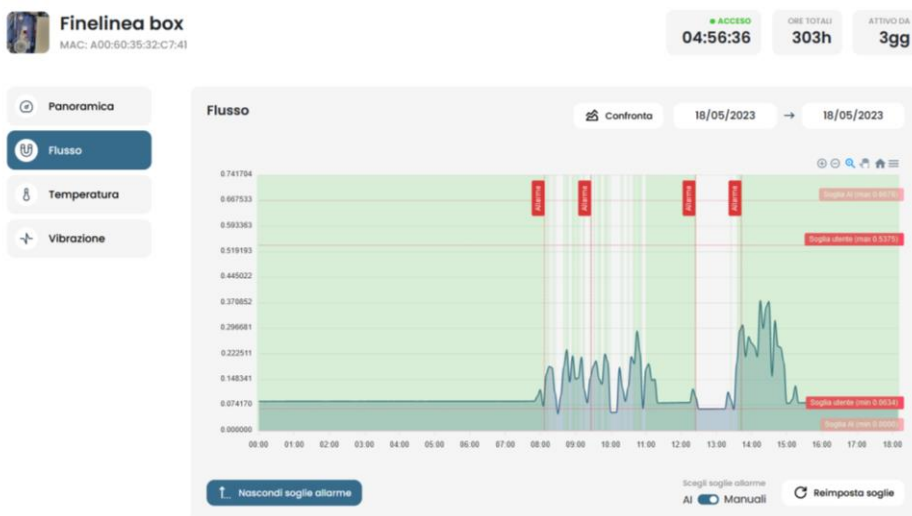 Finelinea box
MAC: A00:60:35:32:C7:41
ACCESO
04:56:36
ORE TOTALI
303h
ATTIVO DA
3gg
Panoramica
Flusso
Temperatura
Vibrazione
Flusso
Confronta
18/05/2023 → 18/05/2023
0.741704
0.667533
0.593363
0.519193
0.445022
0.370852
0.296681
0.222511
0.148341
0.074170
0.000000
Allarme
Allarme
Allarme
Allarme
Soglia utente (max 0.5375)
Soglia utente (min 0.0634)
00:00 01:00 02:00 03:00 04:00 05:00 06:00 07:00 08:00 09:00 10:00 11:00 12:00 13:00 14:00 15:00 16:00 17:00 18:00
Nascondi soglie allarme
Scegli soglie allarme
AI Manuali
Reimposta soglie